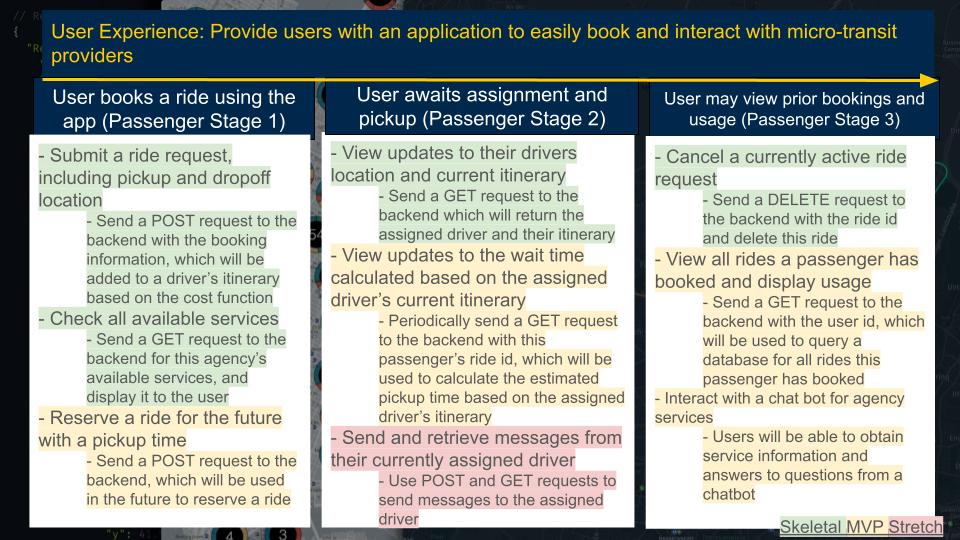 // R
{
"R
User Experience: Provide users with an application to easily book and interact with micro-transit
providers
User books a ride using the
app (Passenger Stage 1)
- Submit a ride request,
including pickup and dropoff
location
- Send a POST request to the
backend with the booking
information, which will be
added to a driver's itinerary
based on the cost function
- Check all available services
- Send a GET request to the
backend for this agency's
available services, and
display it to the user
- Reserve a ride for the future
with a pickup time
- Send a POST request to the
backend, which will be used
in the future to reserve a ride
User awaits assignment and
pickup (Passenger Stage 2)
- View updates to their drivers
location and current itinerary
- Send a GET request to the
backend which will return the
assigned driver and their itinerary
- View updates to the wait time
calculated based on the assigned
driver's current itinerary
- Periodically send a GET request
to the backend with this
passenger's ride id, which will be
used to calculate the estimated
pickup time based on the assigned
driver's itinerary
- Send and retrieve messages from
their currently assigned driver
- Use POST and GET requests to
send messages to the assigned
driver
User may view prior bookings and
usage (Passenger Stage 3)
- Cancel a currently active ride
request
- Send a DELETE request to
the backend with the ride id
and delete this ride
- View all rides a passenger has
booked and display usage
- Send a GET request to the
backend with the user id, which
will be used to query a
database for all rides this
passenger has booked
- Interact with a chat bot for agency
services
- Users will be able to obtain
service information and
answers to questions from a
chatbot
Skeletal MVP Stretch
"y": 4
4
3